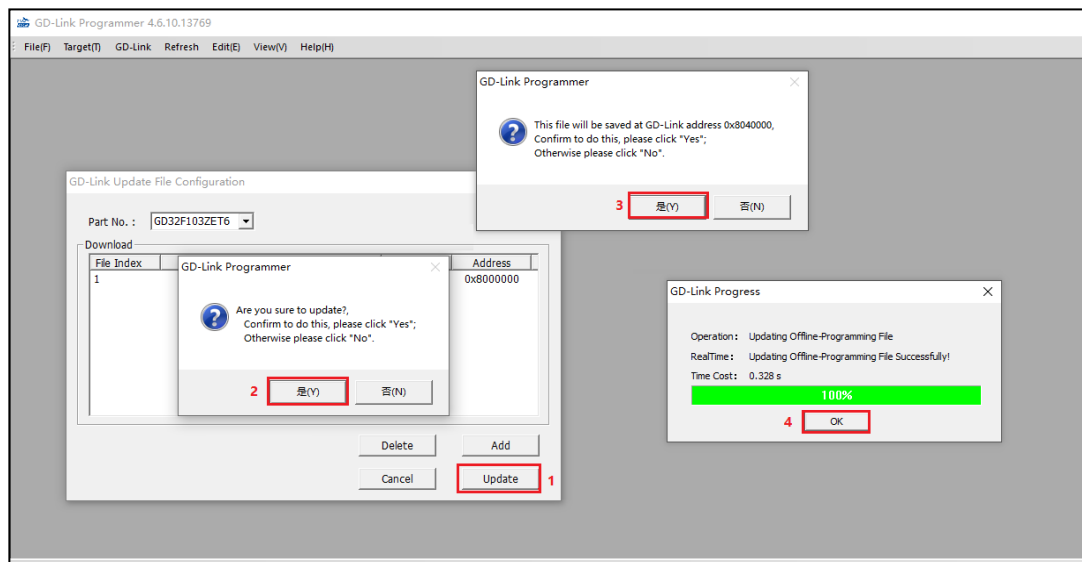 GD-Link Programmer 4.6.10.13769
File(F) Target(T) GD-Link Refresh Edit(E) View(V) Help(H)
GD-Link Programmer
This file will be saved at GD-Link address 0x8040000,
Confirm to do this, please click "Yes";
Otherwise please click "No".
3 是(Y) 否(N)
GD-Link Update File Configuration
Part No. : GD32F103ZET6
Download
File Index Address
1 0x8000000
GD-Link Programmer
Are you sure to update?,
Confirm to do this, please click "Yes";
Otherwise please click "No".
2 是(Y) 否(N)
Delete Add
Cancel Update 1
GD-Link Progress
Operation: Updating Offline-Programming File
RealTime: Updating Offline-Programming File Successfully!
Time Cost: 0.328 s
100%
4 OK